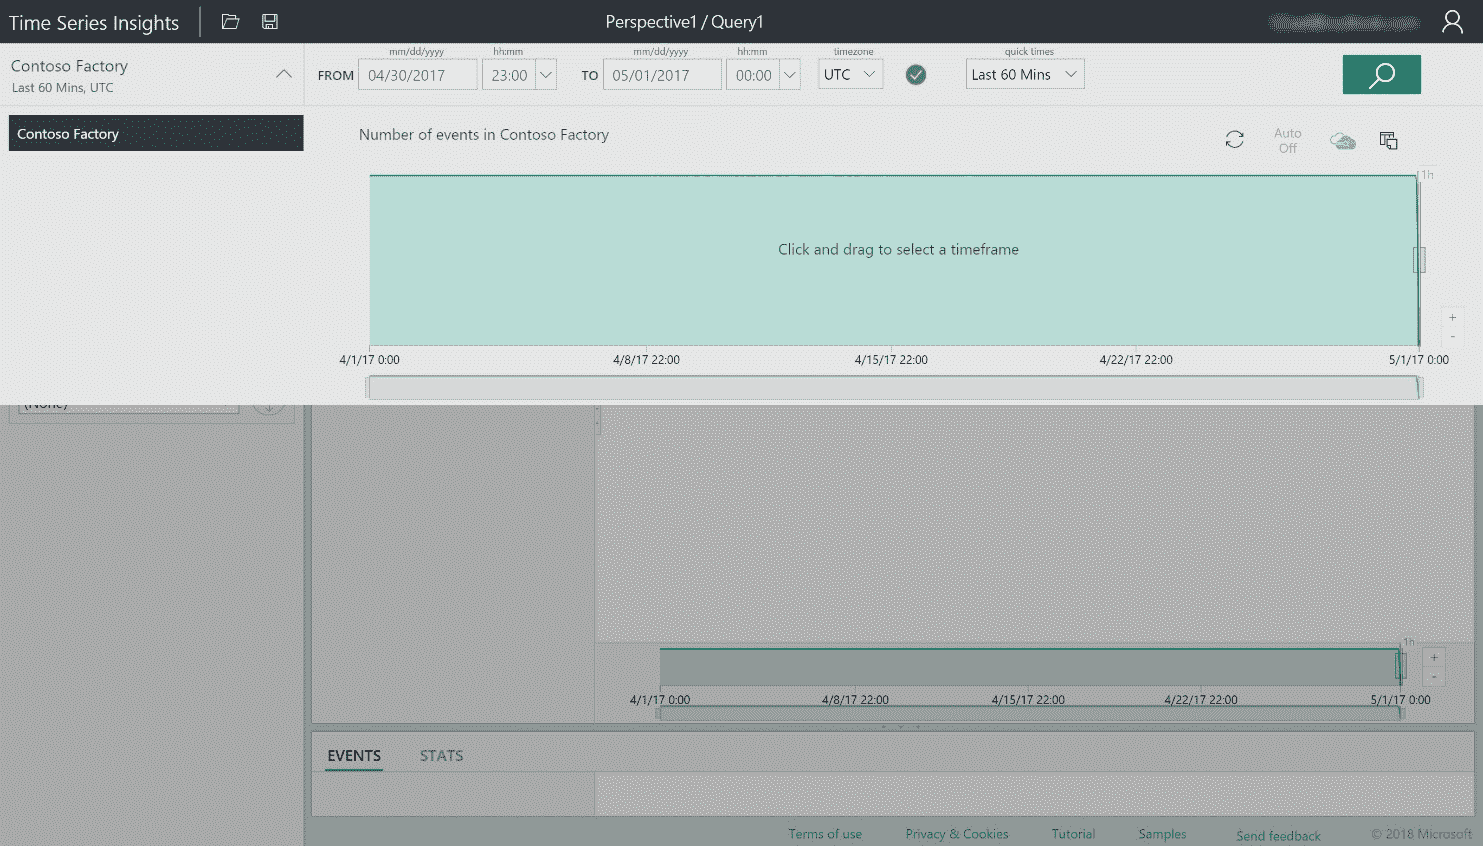 Time Series Insights
Perspective1 / Query1
Contoso Factory
Last 60 Mins, UTC
mm/dd/yyyy hh:mm mm/dd/yyyy hh:mm timezone quick times
FROM 04/30/2017 23:00 TO 05/01/2017 00:00 UTC Last 60 Mins
Contoso Factory
Number of events in Contoso Factory
Auto
Off
1h
Click and drag to select a timeframe
+
-
4/1/17 0:00 4/8/17 22:00 4/15/17 22:00 4/22/17 22:00 5/1/17 0:00
(None)
1h
+
-
4/1/17 0:00 4/8/17 22:00 4/15/17 22:00 4/22/17 22:00 5/1/17 0:00
EVENTS STATS
Terms of use Privacy & Cookies Tutorial Samples Send feedback © 2018 Microsoft